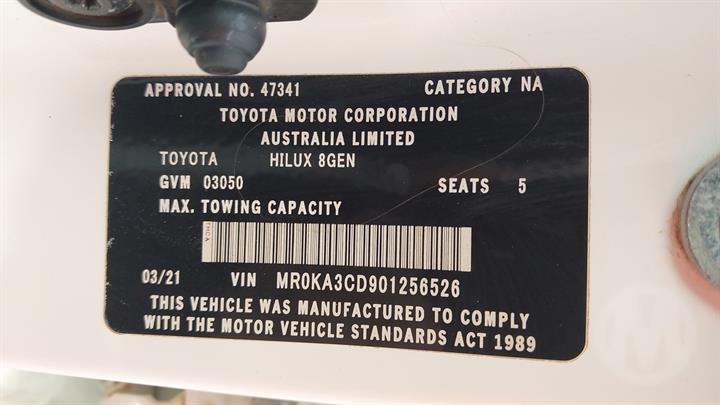 APPROVAL NO. 47341 CATEGORY NA
TOYOTA MOTOR CORPORATION
AUSTRALIA LIMITED
TOYOTA HILUX 8GEN
GVM 03050 SEATS 5
MAX. TOWING CAPACITY
THCA
03/21 VIN MR0KA3CD901256526
THIS VEHICLE WAS MANUFACTURED TO COMPLY
WITH THE MOTOR VEHICLE STANDARDS ACT 1989
M